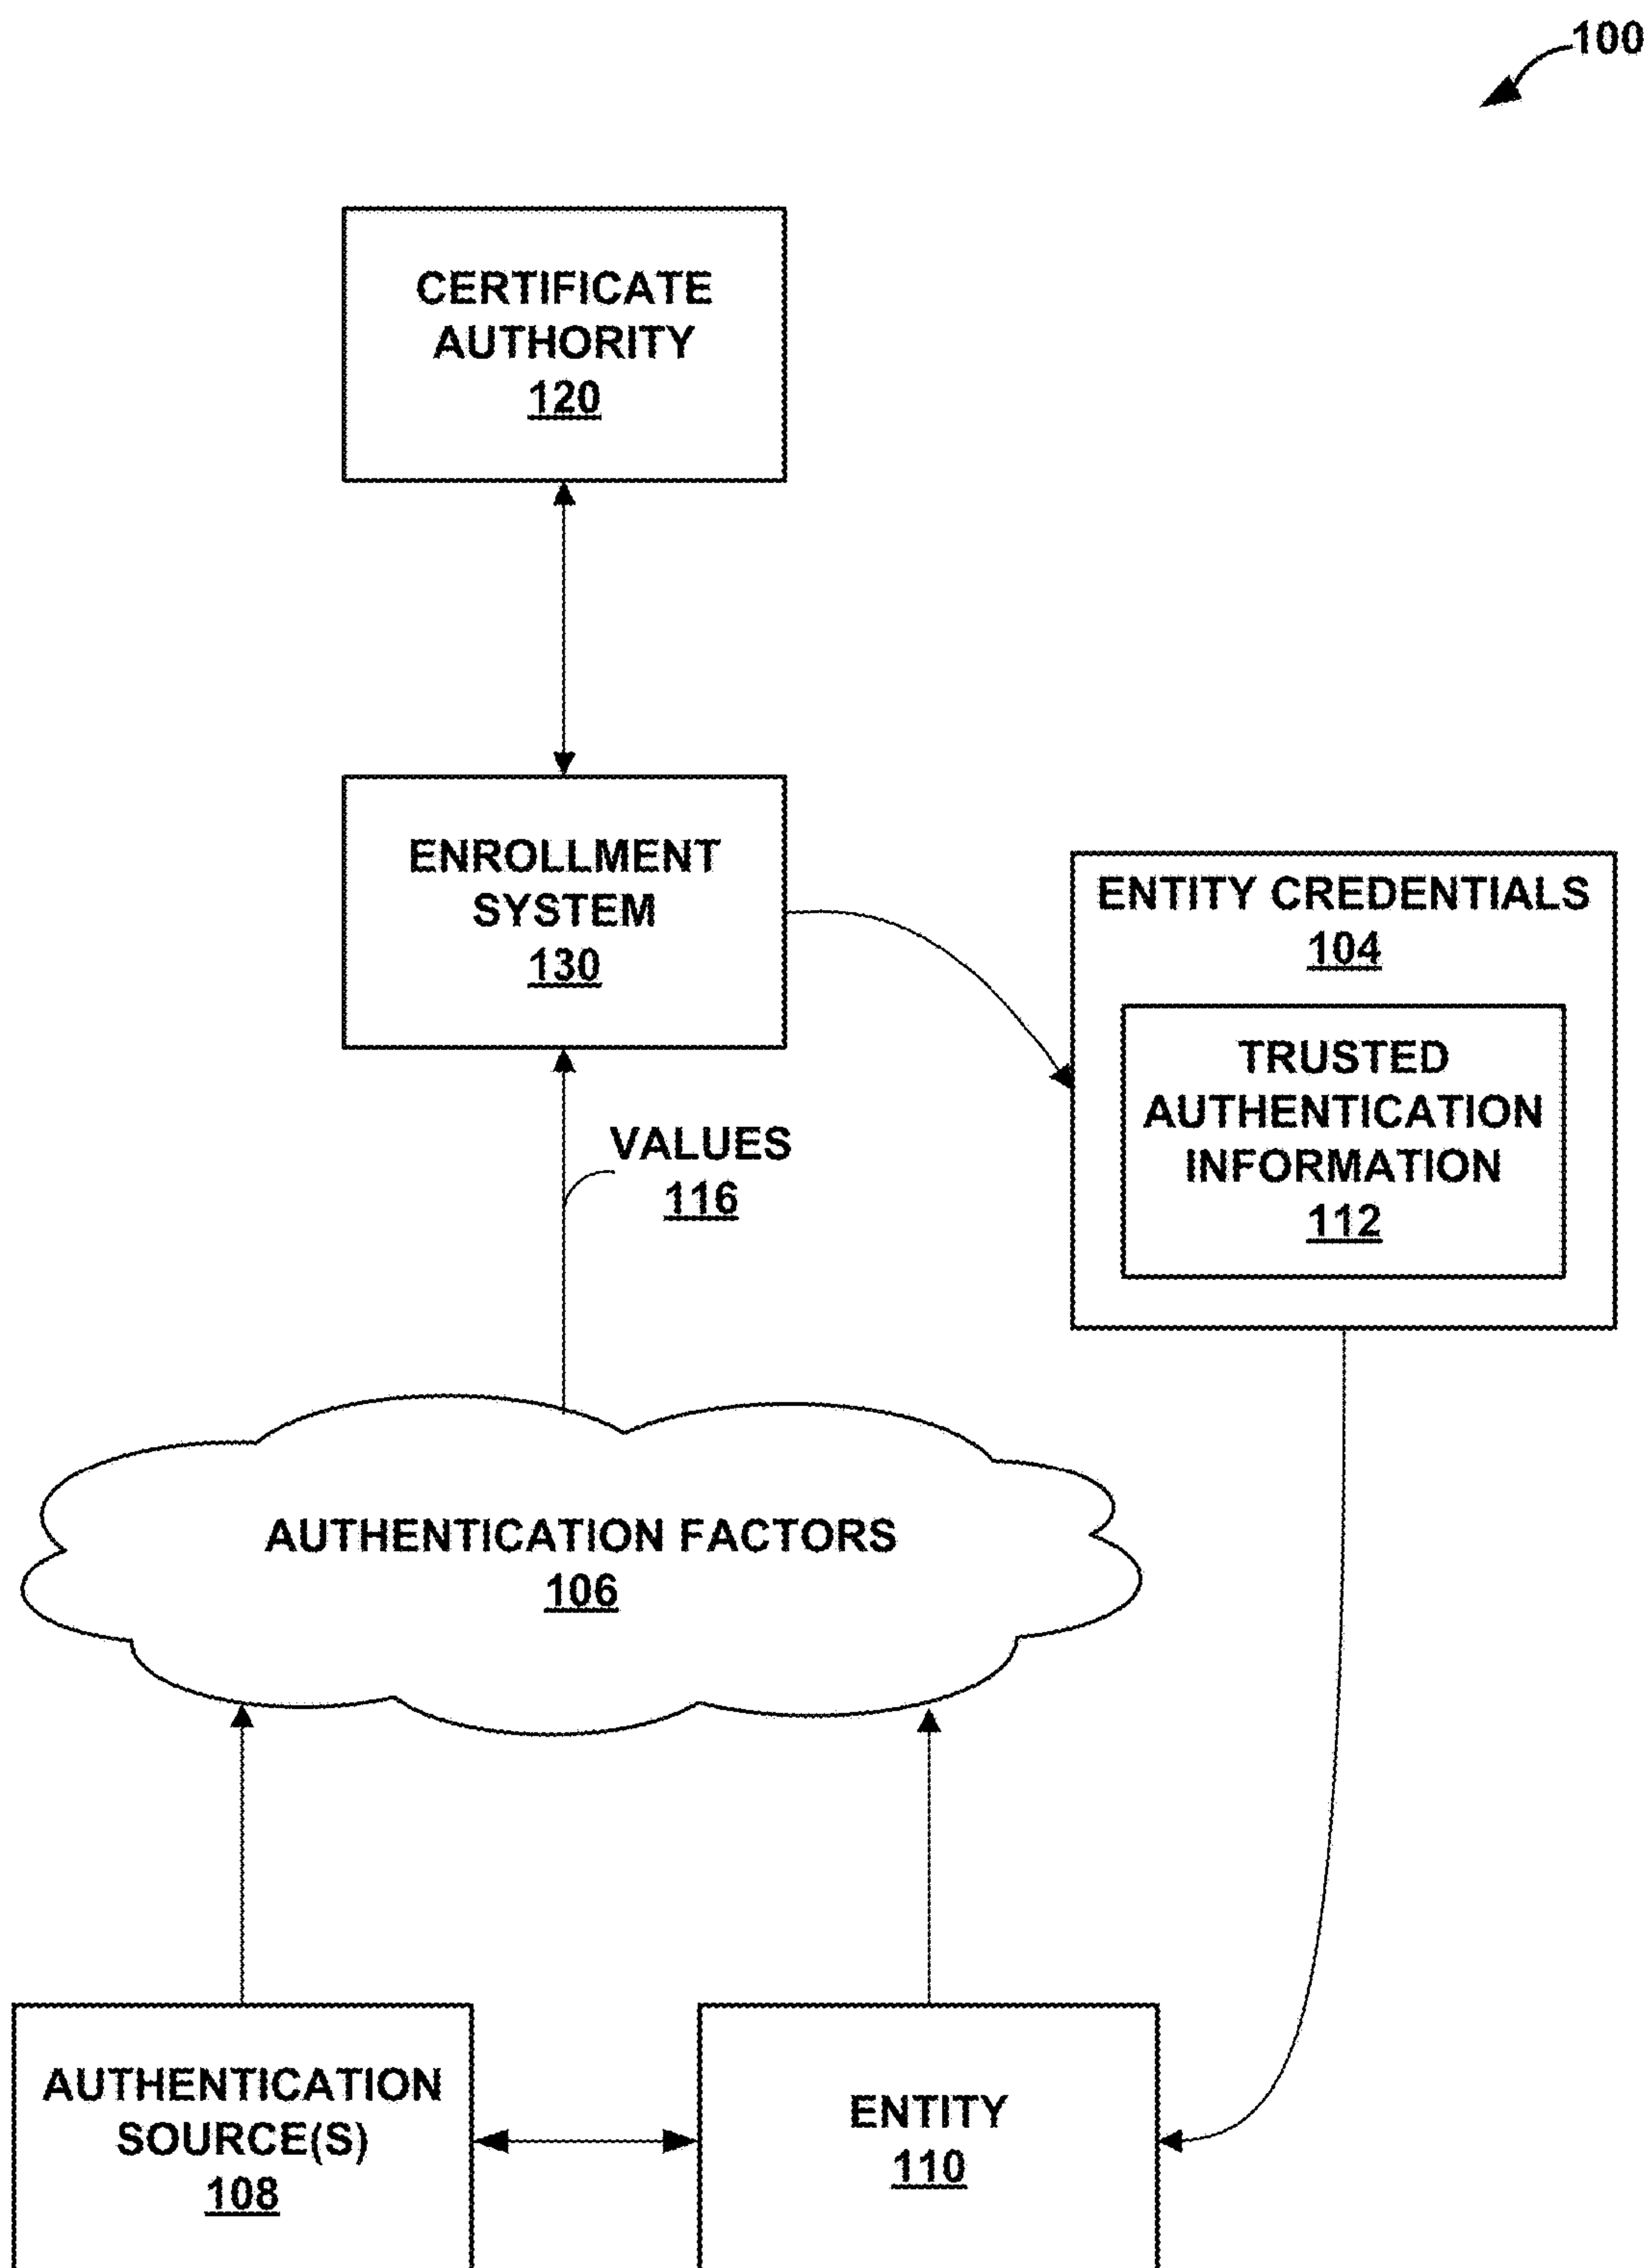 100
CERTIFICATE
AUTHORITY
120
ENROLLMENT
SYSTEM
130
ENTITY CREDENTIALS
104
TRUSTED
AUTHENTICATION
INFORMATION
112
VALUES
116
AUTHENTICATION FACTORS
106
AUTHENTICATION
SOURCE(S)
108
ENTITY
110